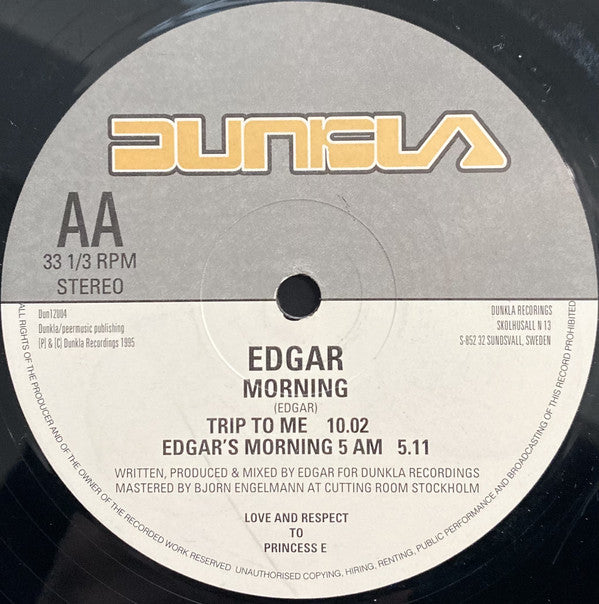 DUNKLA
AA
33 1/3 RPM
STEREO
Dun12004
Dunkla/peermusic publishing
(P) & (C) Dunkla Recordings 1995
DUNKLA RECORINGS
SKOLHUSALL N 13
S-852 32 SUNDSVALL, SWEDEN
EDGAR
MORNING
(EDGAR)
TRIP TO ME 10.02
EDGAR'S MORNING 5 AM 5.11
WRITTEN, PRODUCED & MIXED BY EDGAR FOR DUNKLA RECORDINGS
MASTERED BY BJORN ENGELMANN AT CUTTING ROOM STOCKHOLM
LOVE AND RESPECT
TO
PRINCESS E
ALL RIGHTS OF THE PRODUCER AND OF THE OWNER OF THE RECORDED WORK RESERVED. UNAUTHORISED COPYING, HIRING, RENTING, PUBLIC PERFORMANCE AND BROADCASTING OF THIS RECORD PROHIBITED